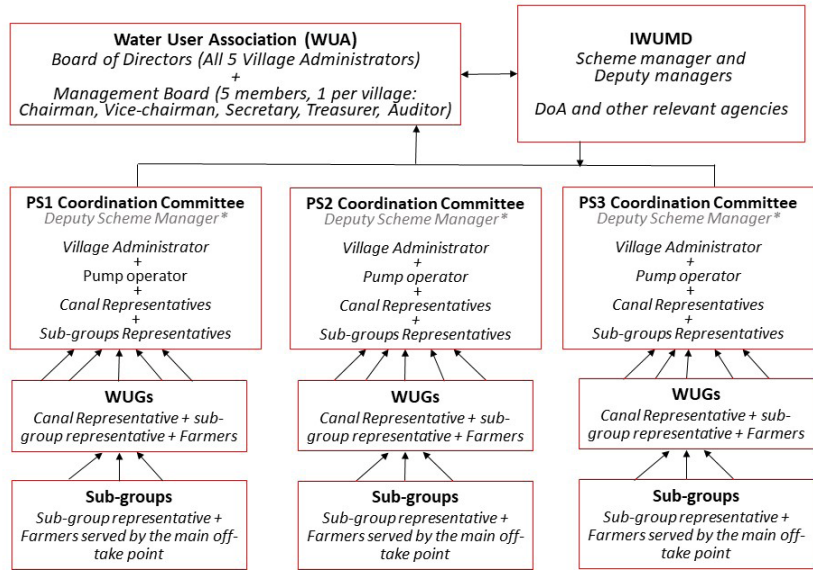 Water User Association (WUA)
Board of Directors (All 5 Village Administrators)
+
Management Board (5 members, 1 per village:
Chairman, Vice-chairman, Secretary, Treasurer, Auditor)
IWUMD
Scheme manager and
Deputy managers
DoA and other relevant agencies
PS1 Coordination Committee
Deputy Scheme Manager*
Village Administrator
+
Pump operator
+
Canal Representatives
+
Sub-groups Representatives
PS2 Coordination Committee
Deputy Scheme Manager*
Village Administrator
+
Pump operator
+
Canal Representatives
+
Sub-groups Representatives
PS3 Coordination Committee
Deputy Scheme Manager*
Village Administrator
+
Pump operator
+
Canal Representatives
+
Sub-groups Representatives
WUGs
Canal Representative + sub-
group representative + Farmers
WUGs
Canal Representative + sub-
group representative + Farmers
WUGs
Canal Representative + sub-
group representative + Farmers
Sub-groups
Sub-group representative +
Farmers served by the main off-
take point
Sub-groups
Sub-group representative +
Farmers served by the main off-
take point
Sub-groups
Sub-group representative +
Farmers served by the main off-
take point